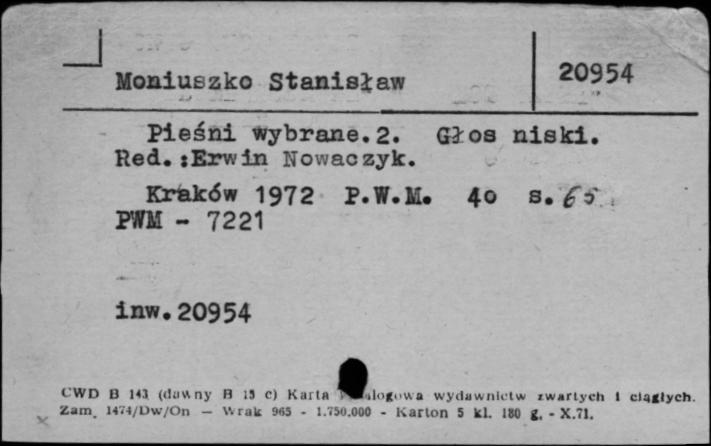 Moniuszko Stanisław
20954
Pieśni wybrane.2. Głos niski.
Red.:Erwin Nowaczyk.
Kraków 1972 P.W.M. 4o s. 65
PWM - 7221
inw.20954
CWD B 143 (dawny B 15 c) Karta wydawnictw zwartych i ciągłych.
Zam. 1474/Dw/On — Wrak 965 - 1.750.000 - Karton 5 kl. 180 g. - X.71.